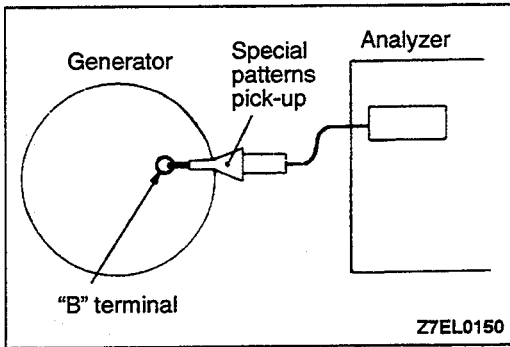 Generator
Special
patterns
pick-up
Analyzer
“B” terminal
Z7EL0150